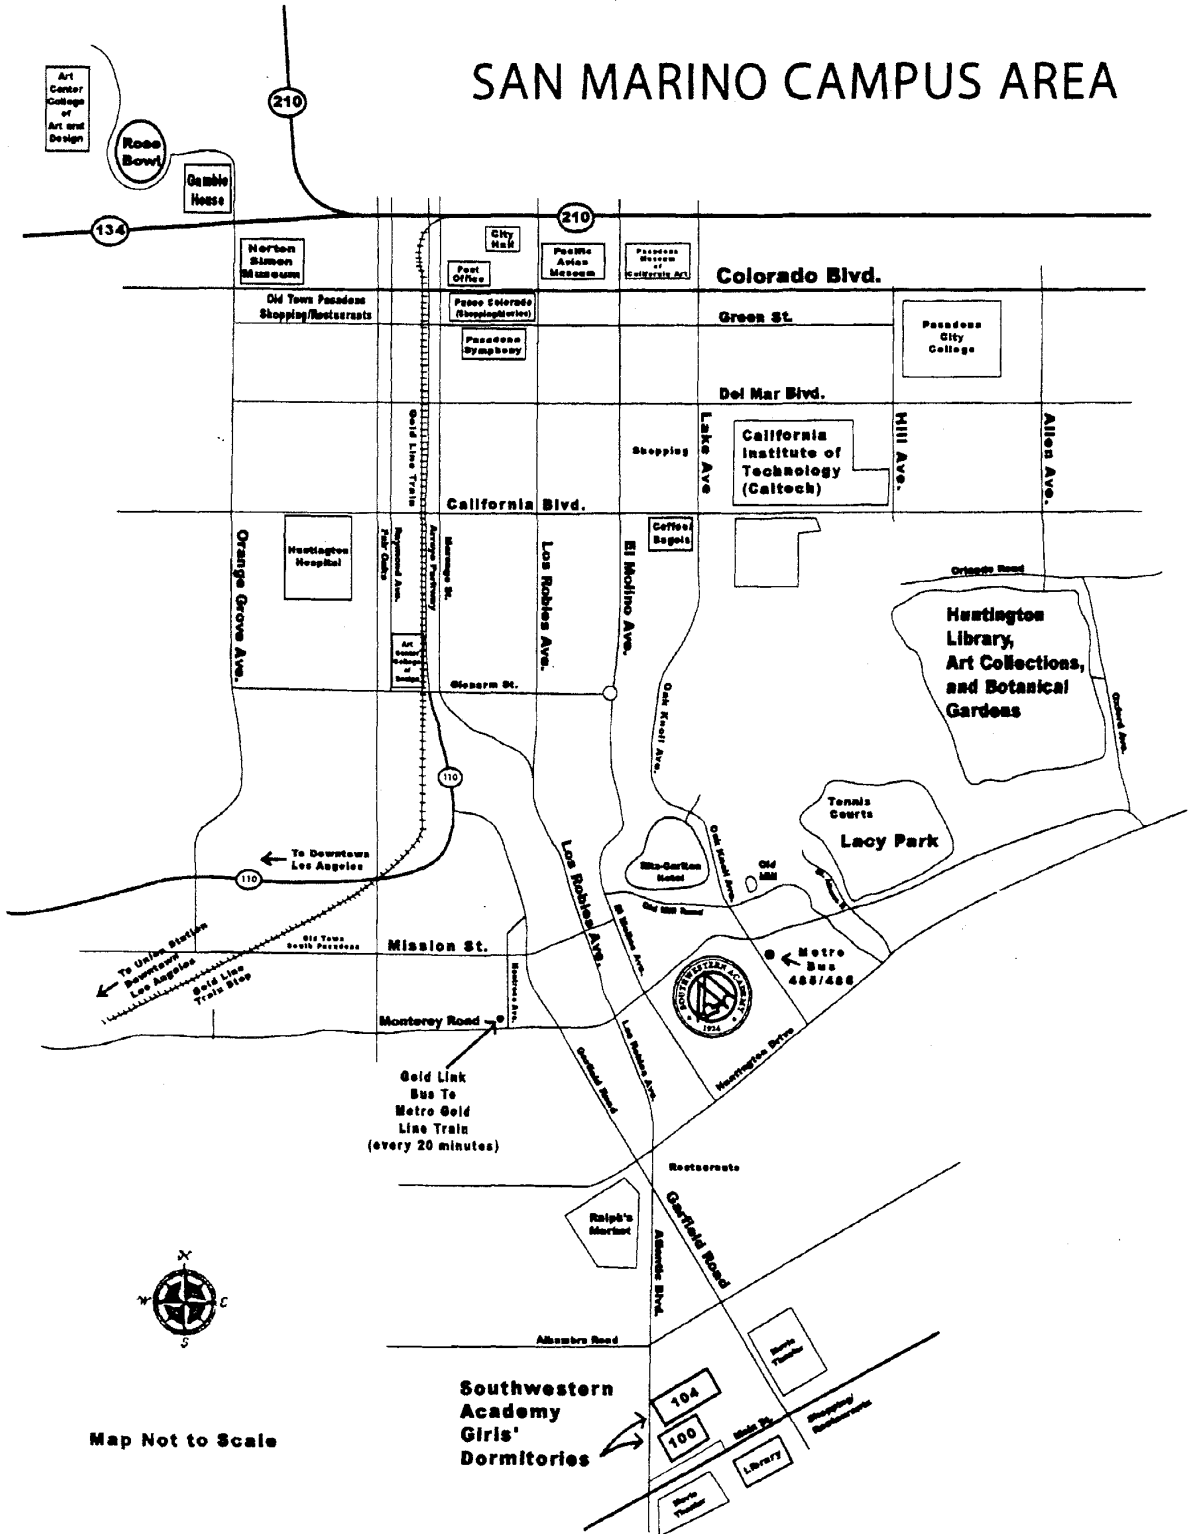 SAN MARINO CAMPUS AREA
Art
Center
College
of
Art and
Design
210
Rose
Bowl
Gamble
House
134
210
Norton
Simon
Museum
City
Hall
Post
Office
Pacific
Asian
Museum
Pasadena
Museum
of
California Art
Colorado Blvd.
Old Town Pasadena
Shopping/Restaurants
Paseo Colorado
(Shopping/Movies)
Green St.
Pasadena
Symphony
Pasadena
City
College
Del Mar Blvd.
Gold Line Train
Shopping
Lake Ave
California
Institute of
Technology
(Caltech)
Hill Ave.
Allen Ave.
California Blvd.
Coffee/
Bagels
Huntington
Hospital
Orange Grove Ave.
Fair Oaks
Raymond Ave.
Arroyo Parkway
Marengo St.
Los Robles Ave.
El Molino Ave.
Orlando Road
Huntington
Library,
Art Collections,
and Botanical
Gardens
Oxford Ave.
Art
Center
College
of
Design
Glenarm St.
Oak Knoll Ave.
110
Tennis
Courts
Lacy Park
To Downtown
Los Angeles
110
Los Robles Ave.
Ritz-Carlton
Hotel
Oak Knoll Ave.
Old
Mill
Old Mill Road
El Molino Ave.
To Union Station
Downtown
Los Angeles
Gold Line
Train Stop
Old Town
South Pasadena
Mission St.
Metro
Bus
485/486
SOUTHWESTERN ACADEMY
1924
Monterey Road
Los Robles Ave.
Garfield Road
Huntington Drive
Gold Link
Bus To
Metro Gold
Line Train
(every 20 minutes)
Restaurants
Ralph's
Market
Garfield Road
Atlantic Blvd.
N
W
E
S
Alhambra Road
Movie
Theater
Southwestern
Academy
Girls'
Dormitories
104
100
Main St.
Shopping/
Restaurants
Library
Movie
Theater
Map Not to Scale